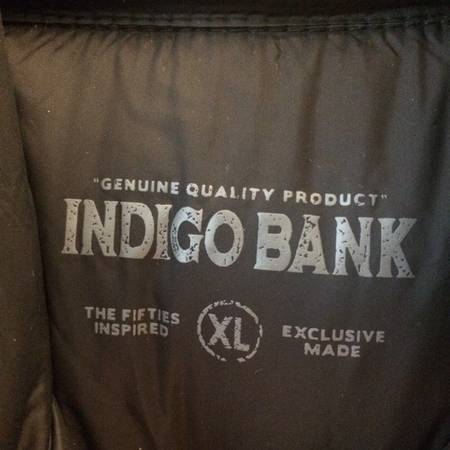 "GENUINE QUALITY PRODUCT"
INDIGO BANK
THE FIFTIES
INSPIRED
XL
EXCLUSIVE
MADE